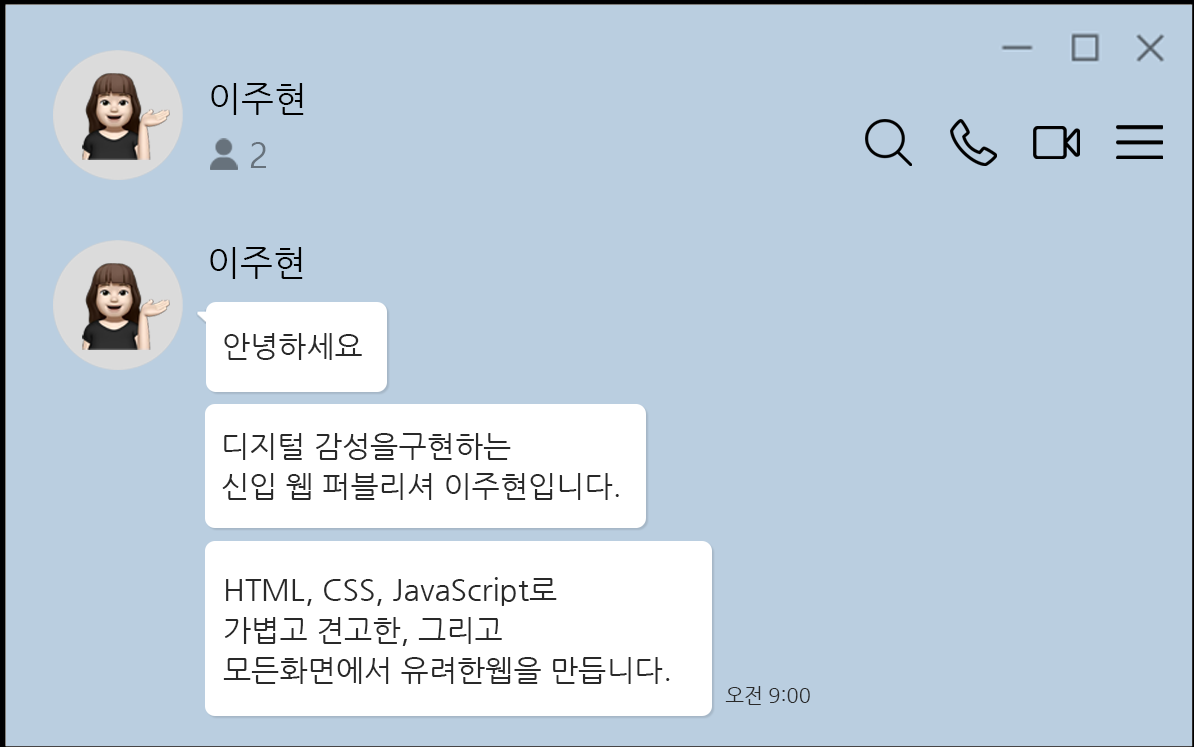 이주현
2
이주현
안녕하세요
디지털 감성을구현하는
신입 웹 퍼블리셔 이주현입니다.
HTML, CSS, JavaScript로
가볍고 견고한, 그리고
모든화면에서 유려한웹을 만듭니다.
오전 9:00